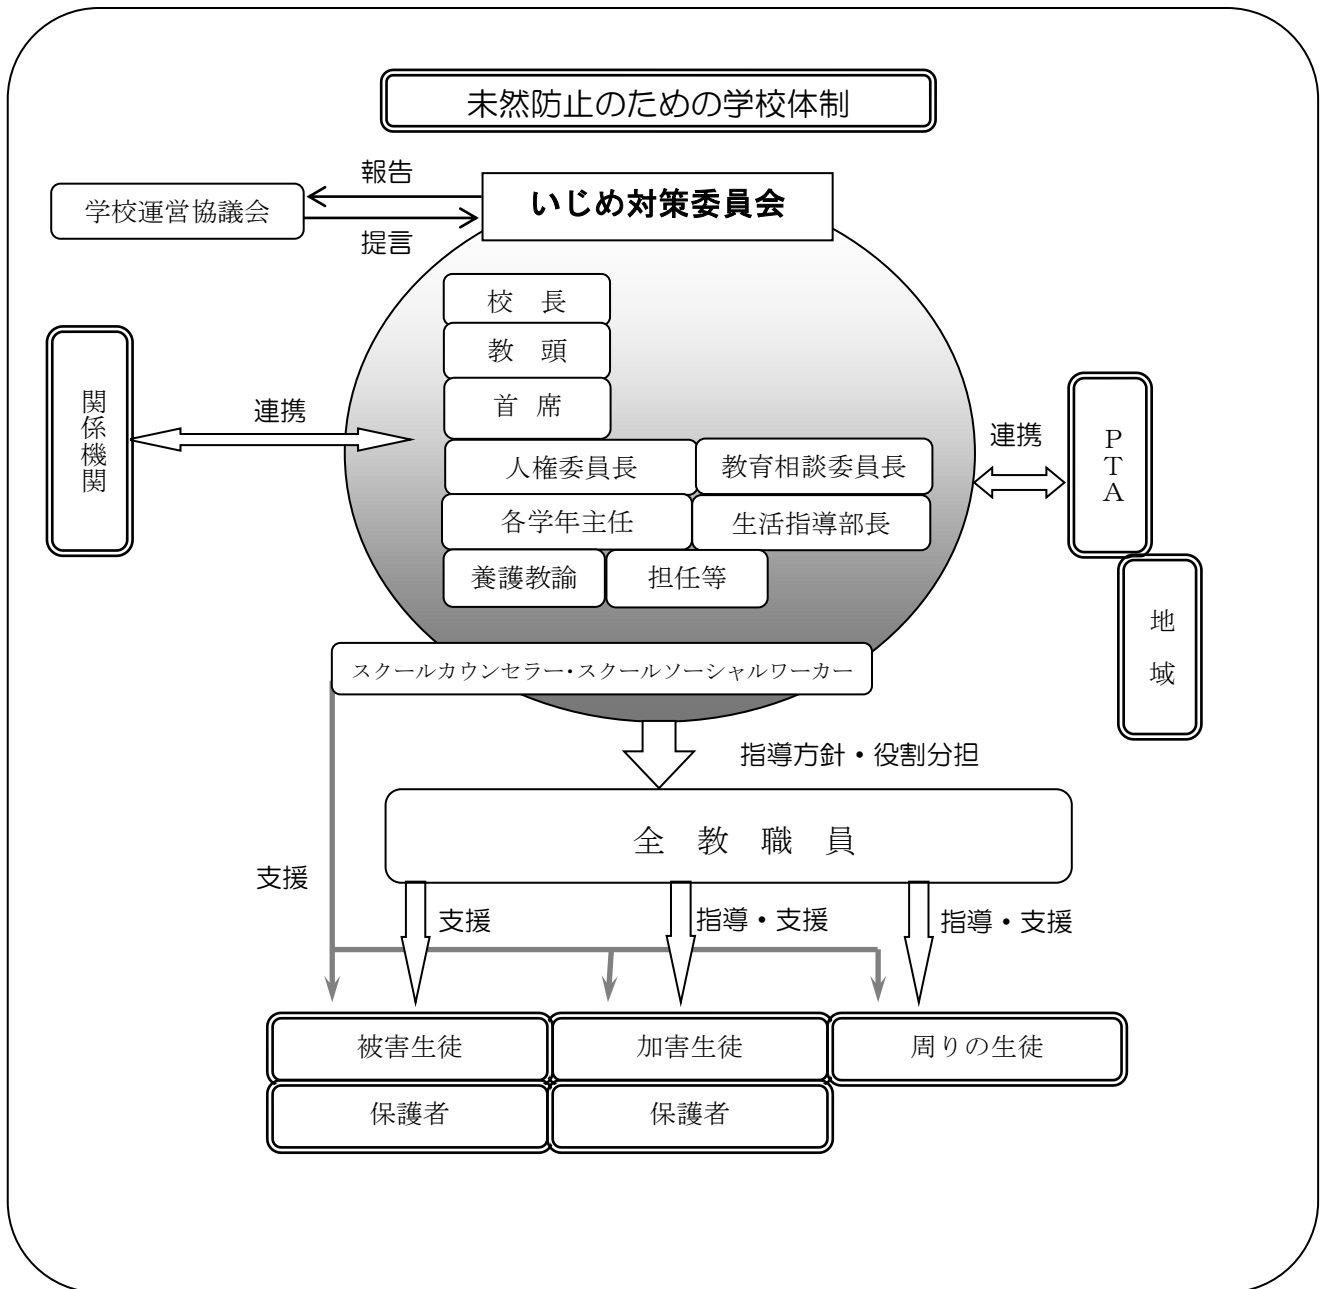 未然防止のための学校体制
報告
学校運営協議会
いじめ対策委員会
提言
校　長
教　頭
首　席
人権委員長
教育相談委員長
各学年主任
生活指導部長
養護教諭
担任等
スクールカウンセラー・スクールソーシャルワーカー
関係機関
連携
連携
PTA
地域
指導方針・役割分担
全　教　職　員
支援
支援
指導・支援
指導・支援
被害生徒
加害生徒
周りの生徒
保護者
保護者